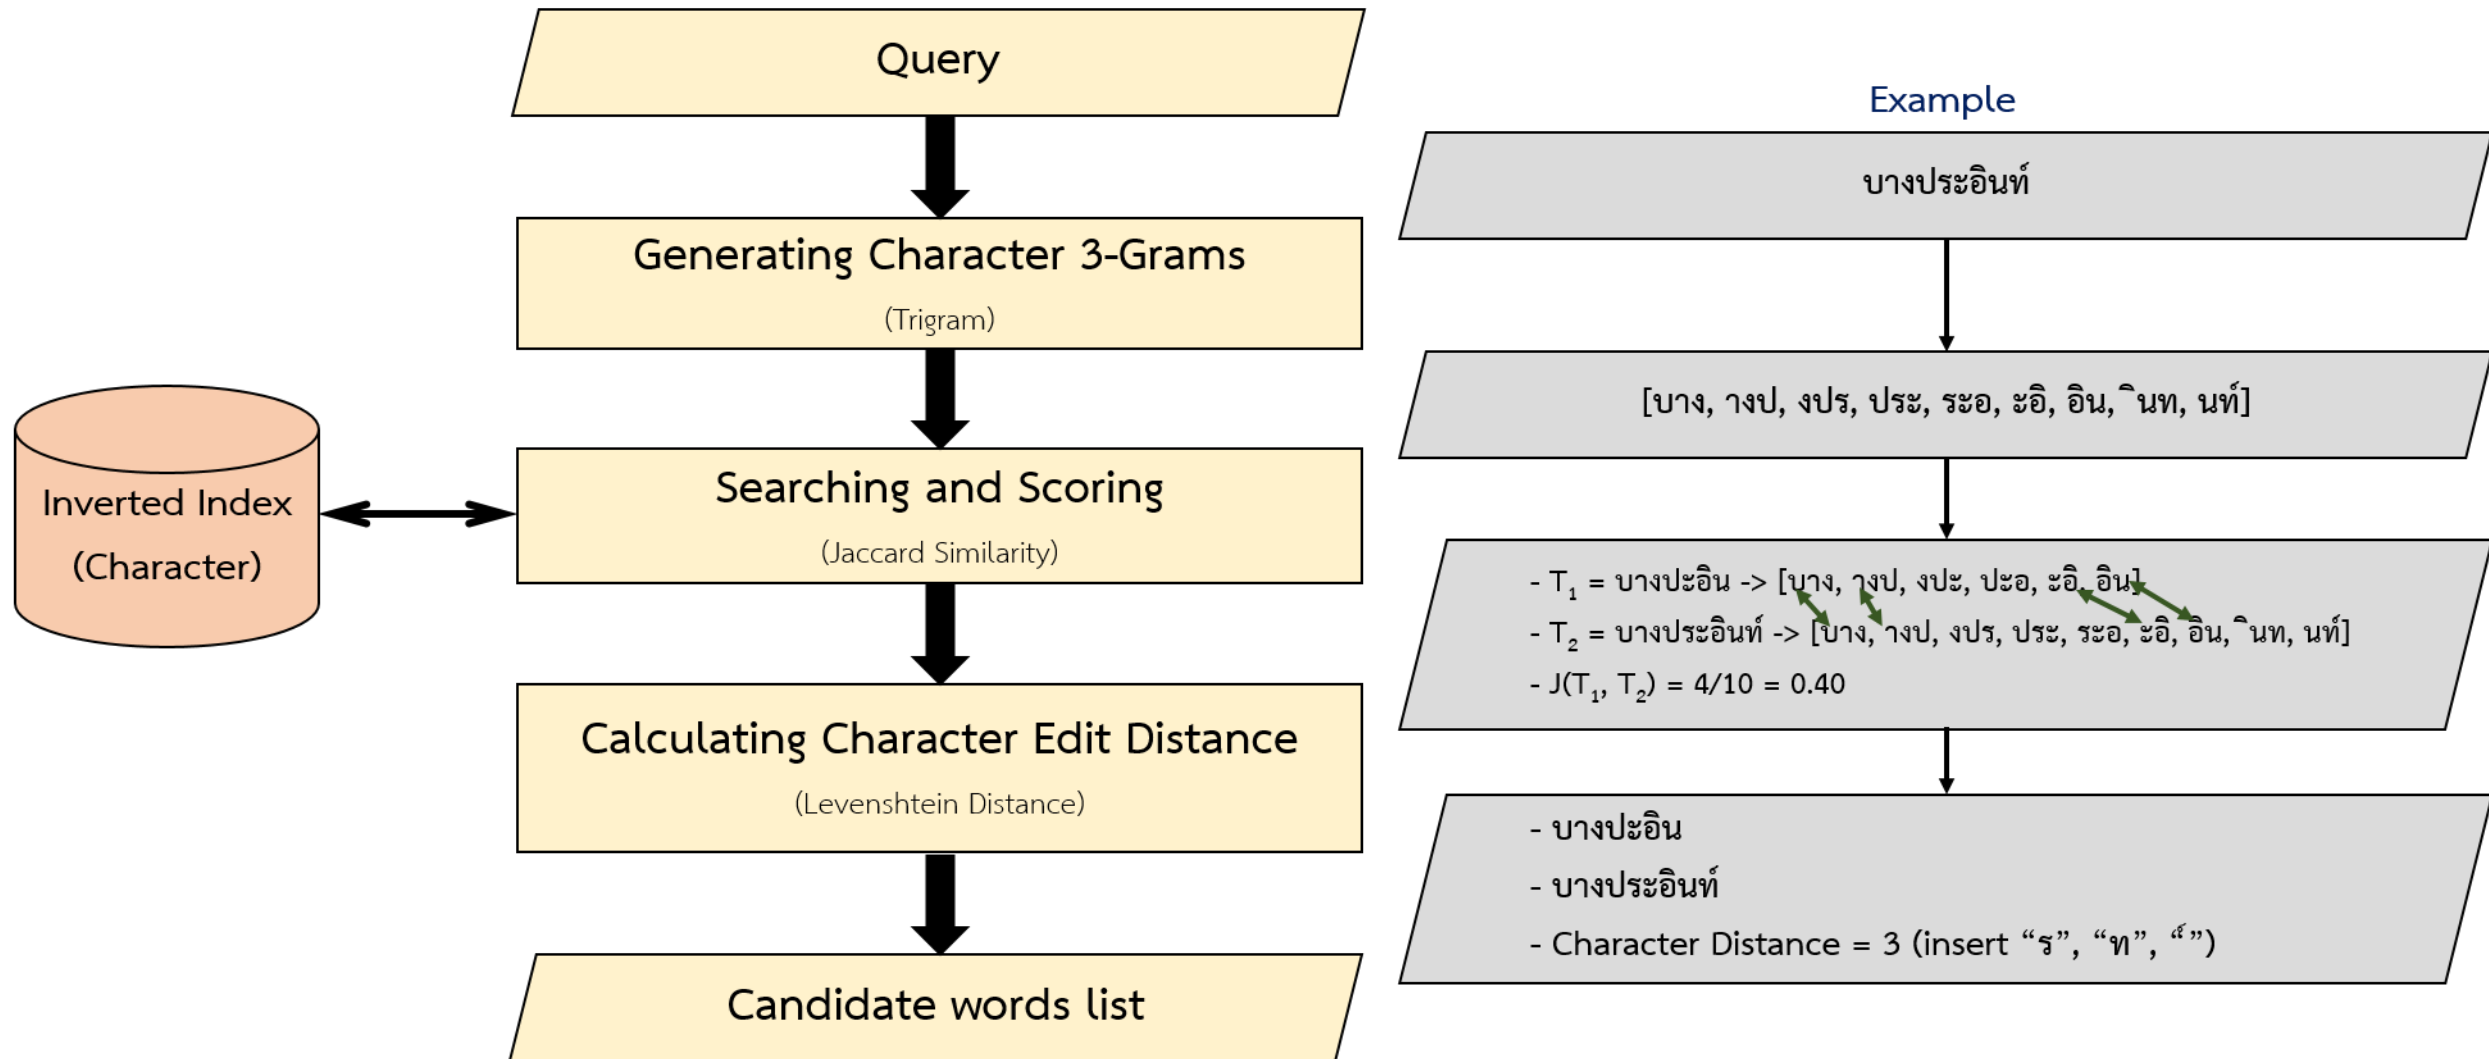 Query
Generating Character 3-Grams
(Trigram)
Inverted Index
(Character)
Searching and Scoring
(Jaccard Similarity)
Calculating Character Edit Distance
(Levenshtein Distance)
Candidate words list
Example
บางประอินท์
[บาง, างป, งปร, ประ, ระอ, ะอิ, อิน, ินท, นท์]
- T₁ = บางปะอิน -> [บาง, างป, งปะ, ปะอ, ะอิ, อิน]
- T₂ = บางประอินท์ -> [บาง, างป, งปร, ประ, ระอ, ะอิ, อิน, ินท, นท์]
- J(T₁, T₂) = 4/10 = 0.40
- บางปะอิน
- บางประอินท์
- Character Distance = 3 (insert “ร”, “ท”, “์”)